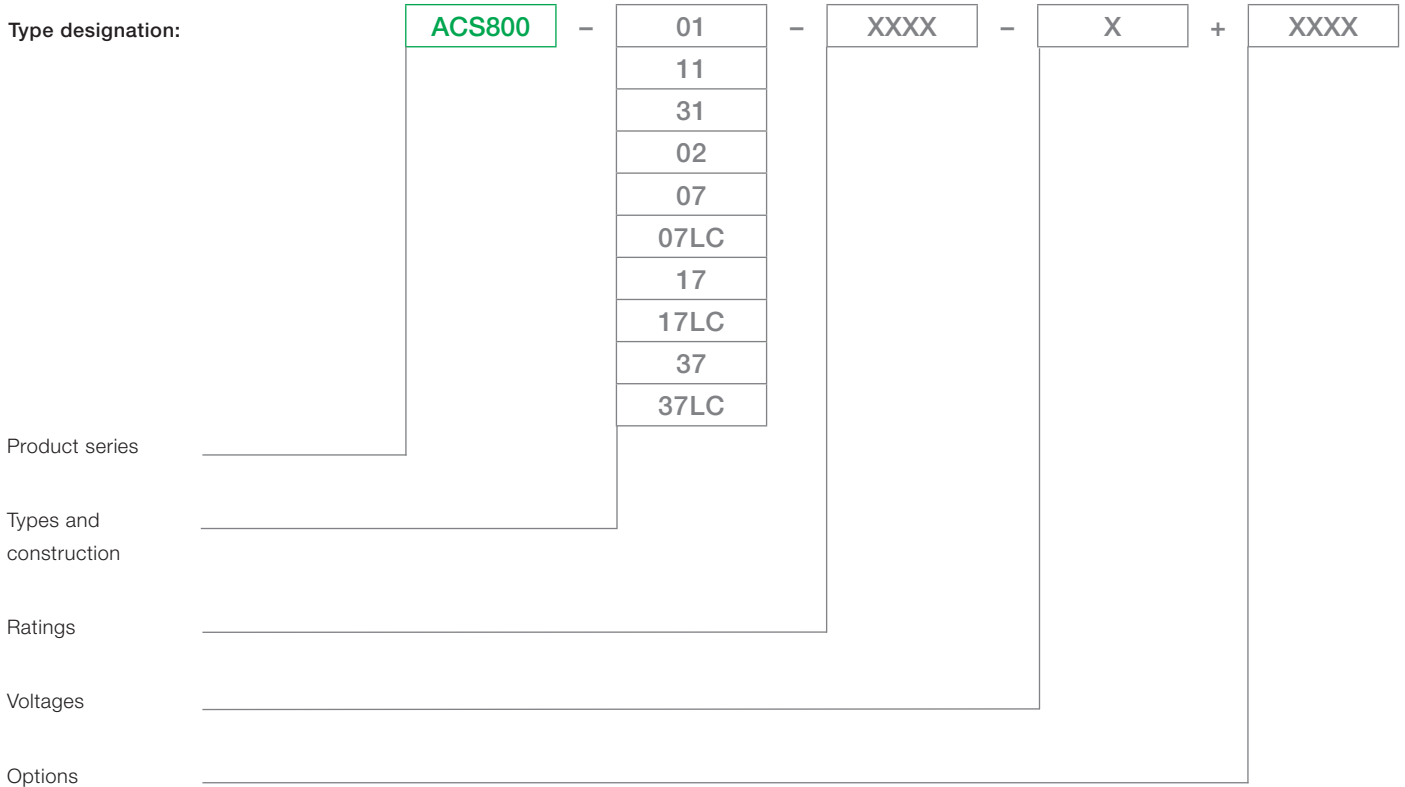 Type designation: ACS800 – 01 – XXXX – X + XXXX
11
31
02
07
07LC
17
17LC
37
37LC
Product series
Types and
construction
Ratings
Voltages
Options